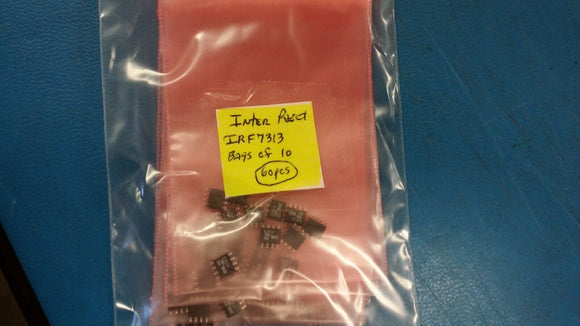 Inter Rect
IRF7313
Bags of 10
60pcs